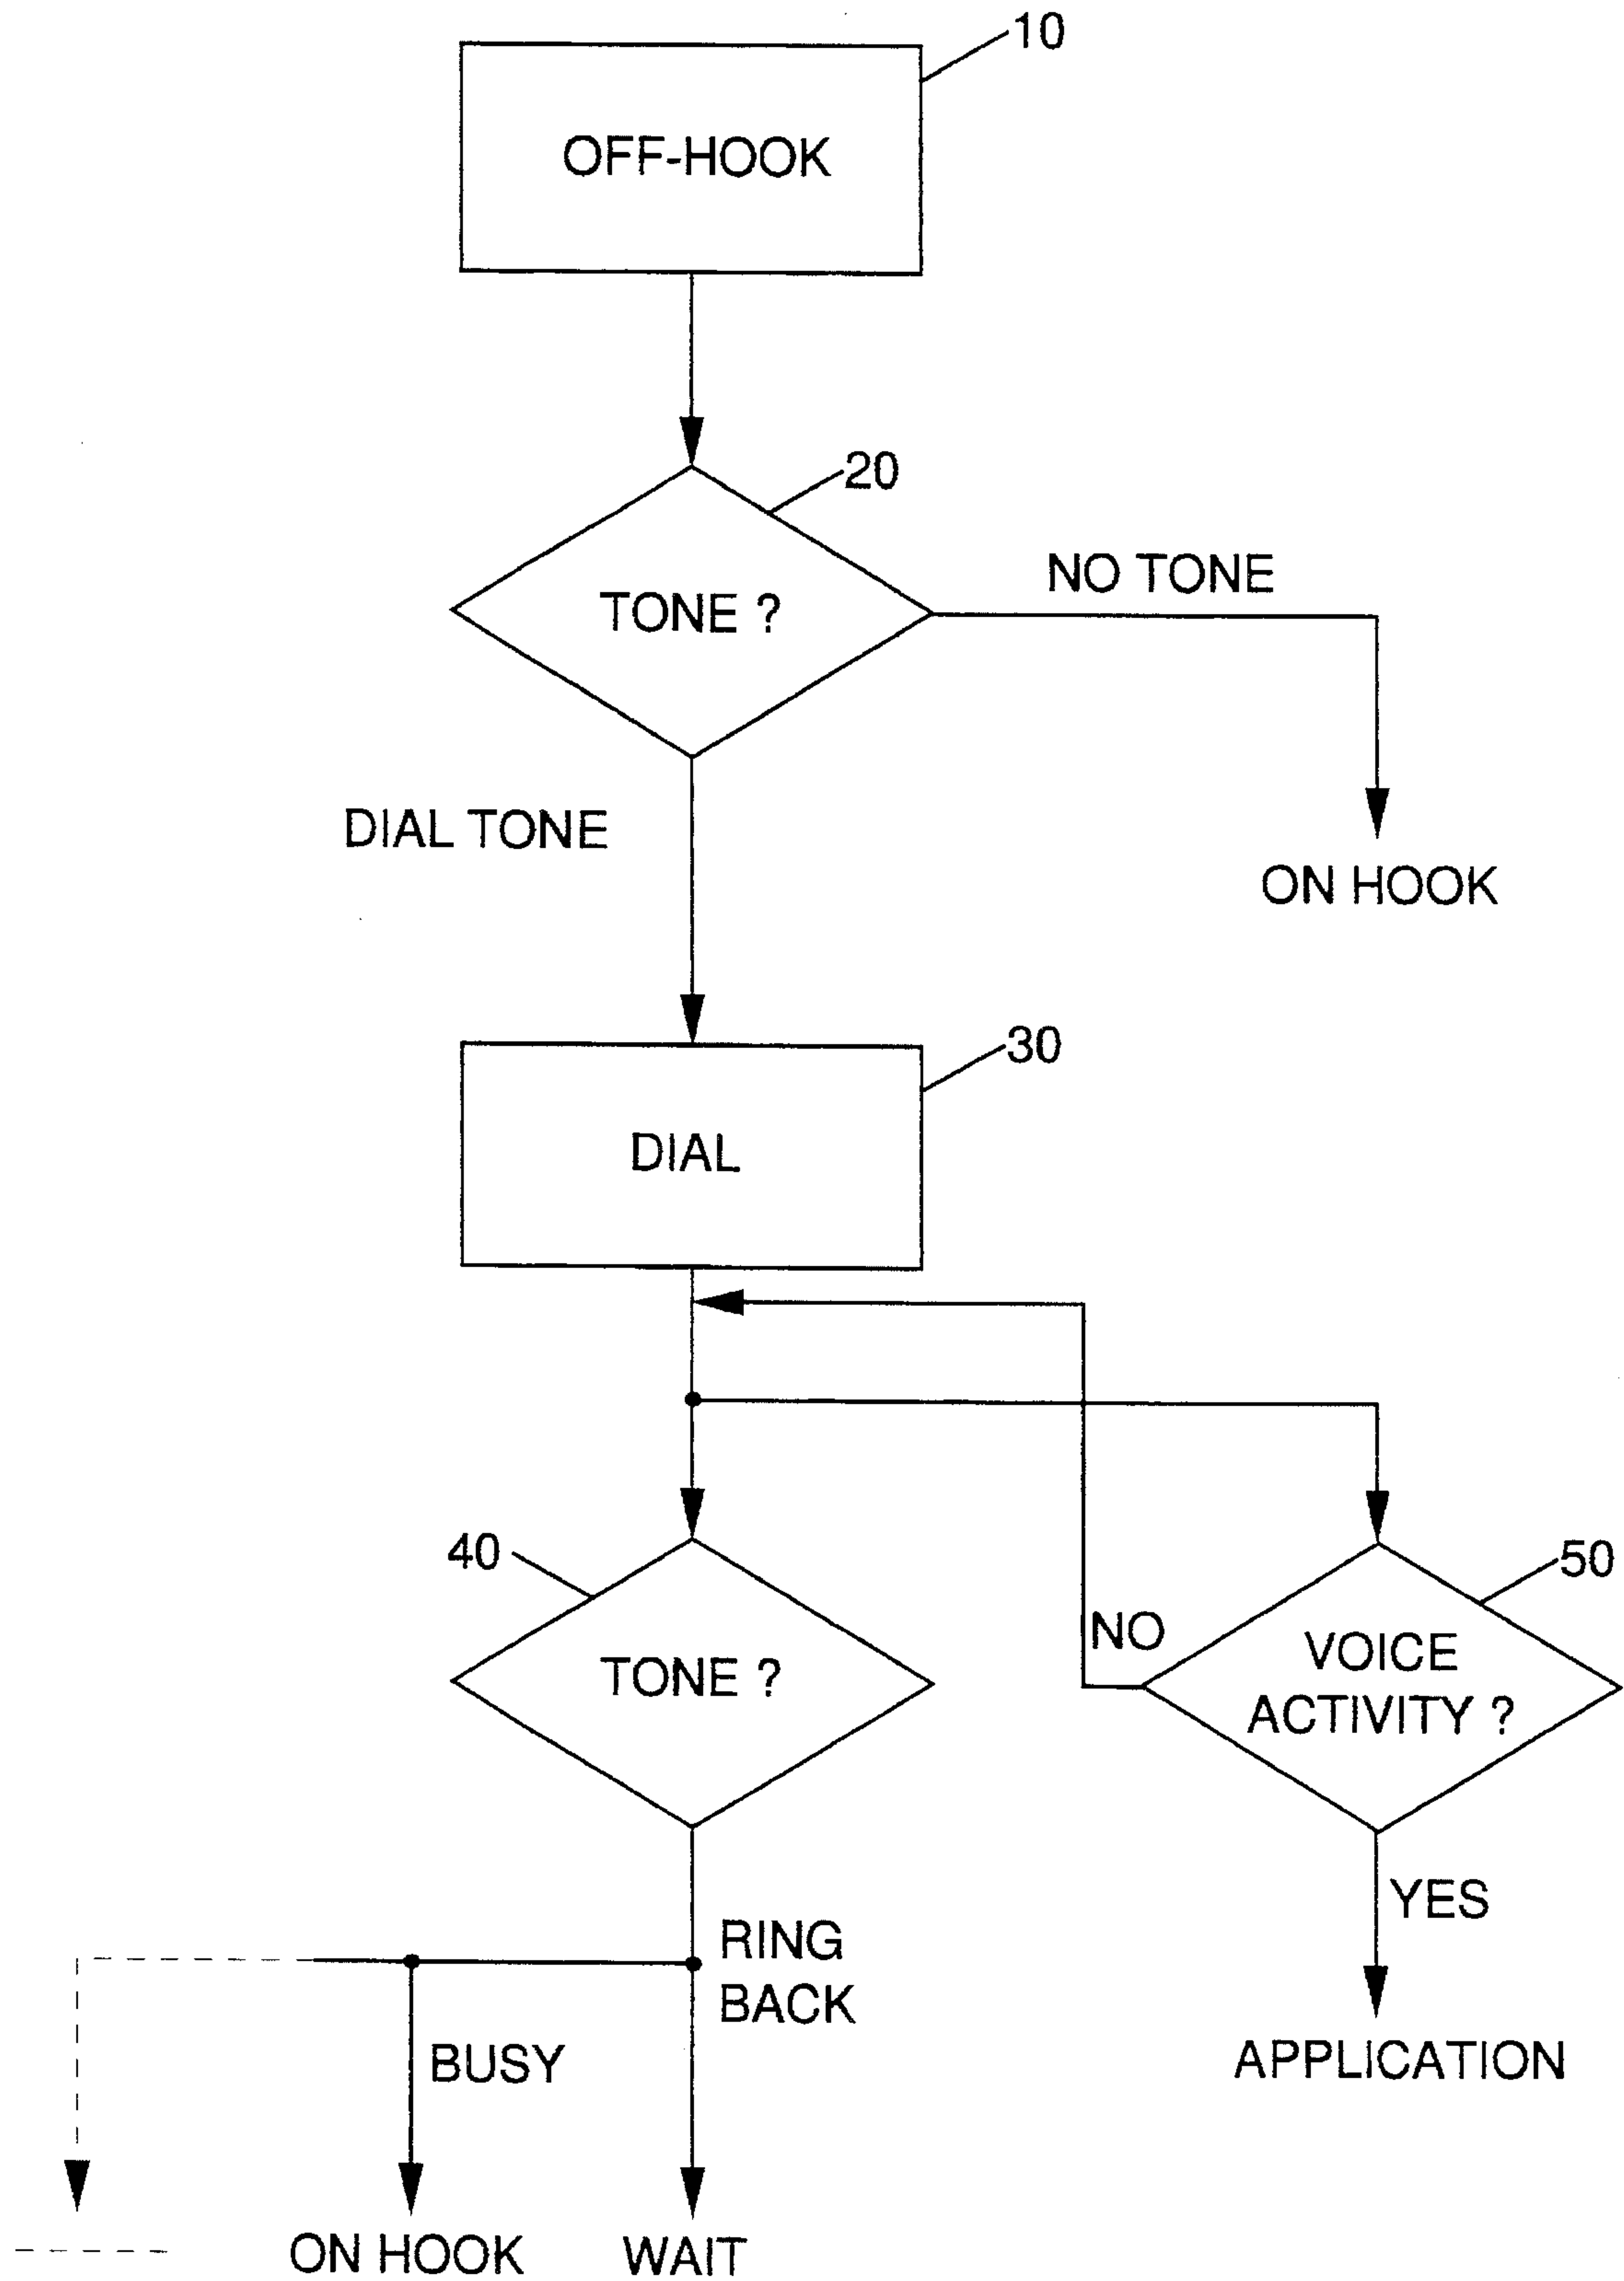 10
OFF-HOOK
20
NO TONE
TONE ?
DIAL TONE
ON HOOK
30
DIAL
40
50
NO
VOICE
ACTIVITY ?
TONE ?
YES
RING
BACK
BUSY
APPLICATION
ON HOOK
WAIT